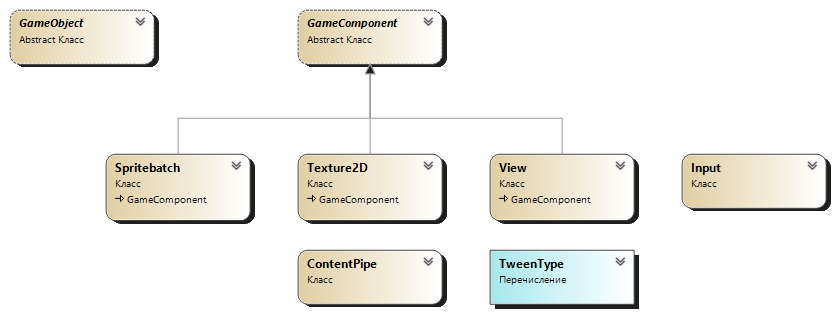 GameObject
Abstract Класс
GameComponent
Abstract Класс
Spritebatch
Класс
GameComponent
Texture2D
Класс
GameComponent
View
Класс
GameComponent
Input
Класс
ContentPipe
Класс
TweenType
Перечисление